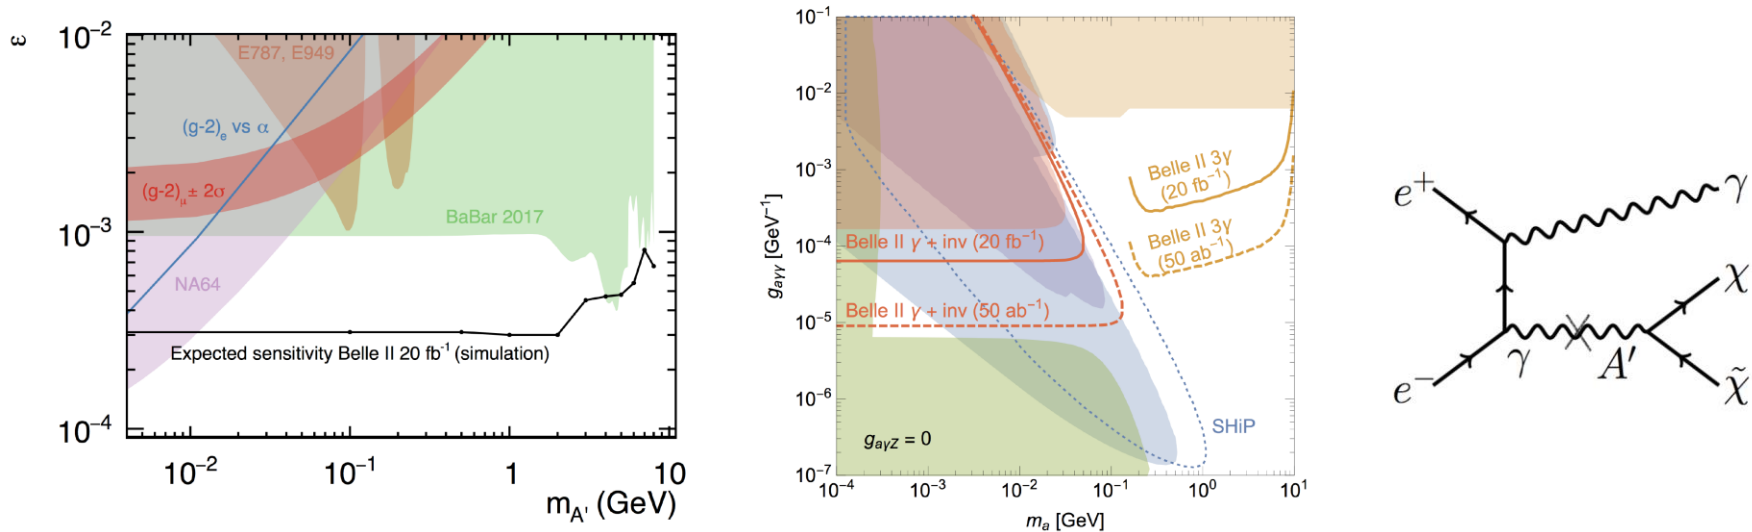 ε
10⁻²
10⁻³
10⁻⁴
E787, E949
(g-2)ₑ vs α
(g-2)_μ ± 2σ
BaBar 2017
NA64
Expected sensitivity Belle II 20 fb⁻¹ (simulation)
10⁻² 10⁻¹ 1 10
m_A' (GeV)
g_aγγ [GeV⁻¹]
10⁻¹
10⁻²
10⁻³
10⁻⁴
10⁻⁵
10⁻⁶
10⁻⁷
Belle II 3γ
(20 fb⁻¹)
Belle II γ + inv (20 fb⁻¹)
Belle II 3γ
(50 ab⁻¹)
Belle II γ + inv (50 ab⁻¹)
SHiP
g_aγZ = 0
10⁻⁴ 10⁻³ 10⁻² 10⁻¹ 10⁰ 10¹
m_a [GeV]
e⁺ γ
χ
γ A′
e⁻ χ̃